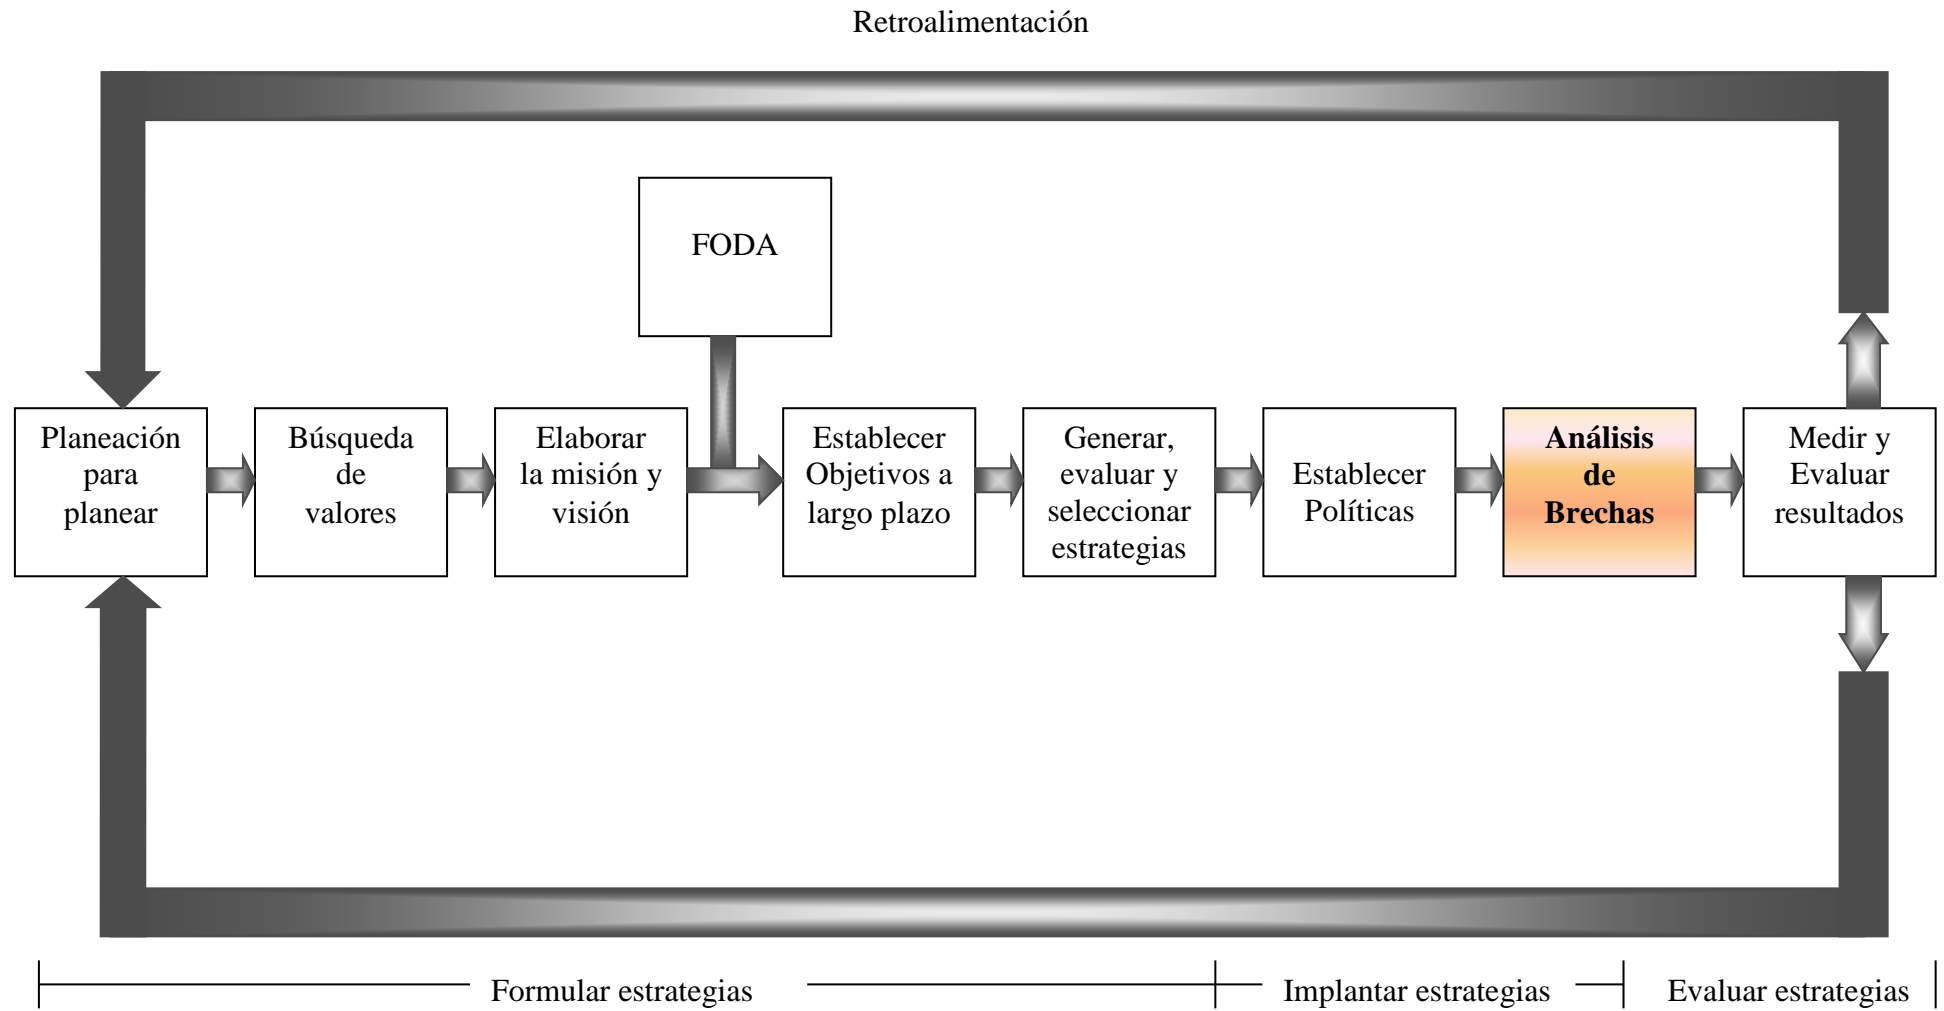 Retroalimentación
FODA
Planeación
para
planear
Búsqueda
de
valores
Elaborar
la misión y
visión
Establecer
Objetivos a
largo plazo
Generar,
evaluar y
seleccionar
estrategias
Establecer
Políticas
Análisis
de
Brechas
Medir y
Evaluar
resultados
Formular estrategias
Implantar estrategias
Evaluar estrategias